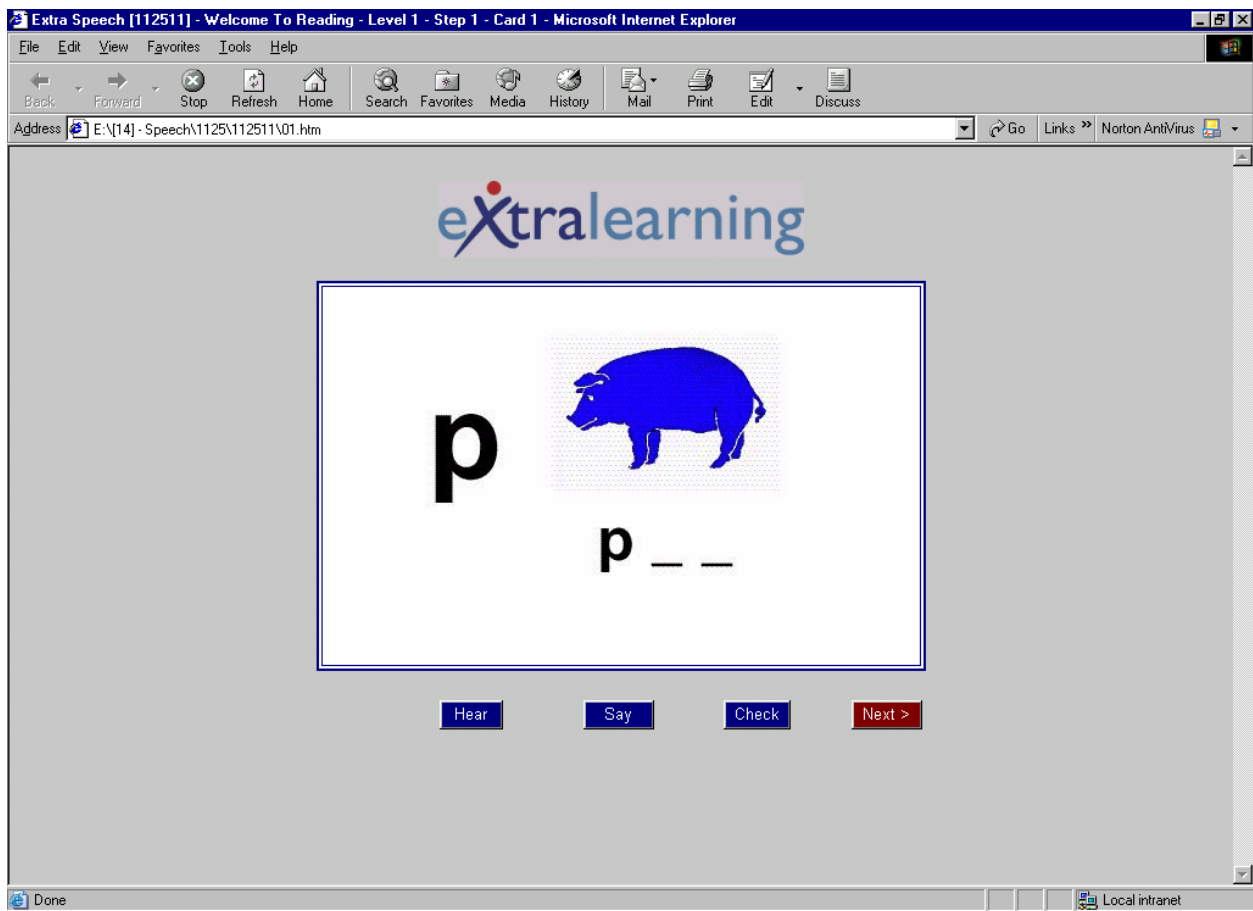 Extra Speech [112511] - Welcome To Reading - Level 1 - Step 1 - Card 1 - Microsoft Internet Explorer
File Edit View Favorites Tools Help
Back Forward Stop Refresh Home Search Favorites Media History Mail Print Edit Discuss
Address E:\[14] - Speech\1125\112511\01.htm Go Links » Norton AntiVirus
extralearning
p
p _ _
Hear Say Check Next >
Done Local intranet